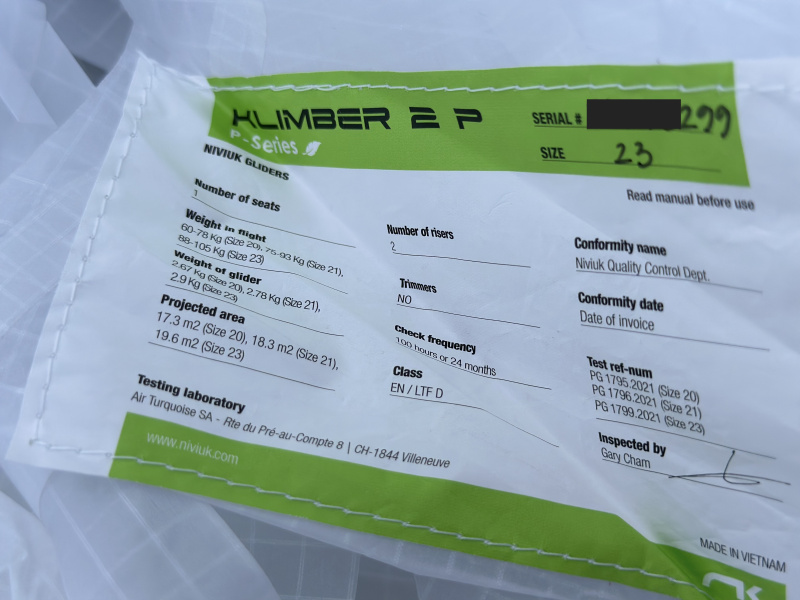 KLIMBER 2 P
P-Series
SERIAL # 299
SIZE 23
NIVIUK GLIDERS
Read manual before use
Number of seats
1
Weight in flight
60-78 Kg (Size 20), 75-93 Kg (Size 21),
88-105 Kg (Size 23)
Weight of glider
2.67 Kg (Size 20), 2.78 Kg (Size 21),
2.9 Kg (Size 23)
Projected area
17.3 m2 (Size 20), 18.3 m2 (Size 21),
19.6 m2 (Size 23)
Number of risers
2
Trimmers
NO
Check frequency
100 hours or 24 months
Class
EN / LTF D
Conformity name
Niviuk Quality Control Dept.
Conformity date
Date of invoice
Test ref-num
PG 1795.2021 (Size 20)
PG 1796.2021 (Size 21)
PG 1799.2021 (Size 23)
Inspected by
Gary Cham
Testing laboratory
Air Turquoise SA - Rte du Pré-au-Compte 8 | CH-1844 Villeneuve
www.niviuk.com
MADE IN VIETNAM